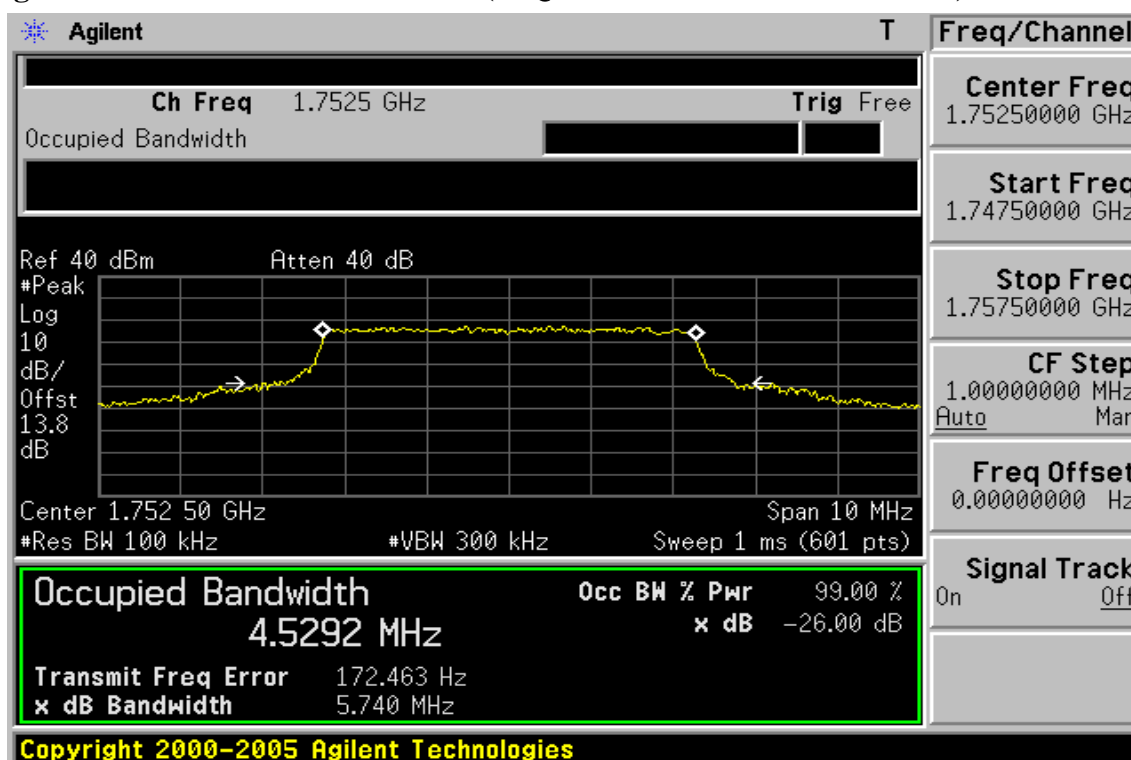 Agilent T
Freq/Channel
Ch Freq 1.7525 GHz Trig Free
Occupied Bandwidth
Center Freq
1.75250000 GHz
Start Freq
1.74750000 GHz
Stop Freq
1.75750000 GHz
CF Step
1.00000000 MHz
Auto Man
Freq Offset
0.00000000 Hz
Signal Track
On Off
Ref 40 dBm Atten 40 dB
#Peak
Log
10
dB/
Offst
13.8
dB
Center 1.752 50 GHz Span 10 MHz
#Res BW 100 kHz #VBW 300 kHz Sweep 1 ms (601 pts)
Occupied Bandwidth Occ BW % Pwr 99.00 %
4.5292 MHz x dB -26.00 dB
Transmit Freq Error 172.463 Hz
x dB Bandwidth 5.740 MHz
Copyright 2000-2005 Agilent Technologies